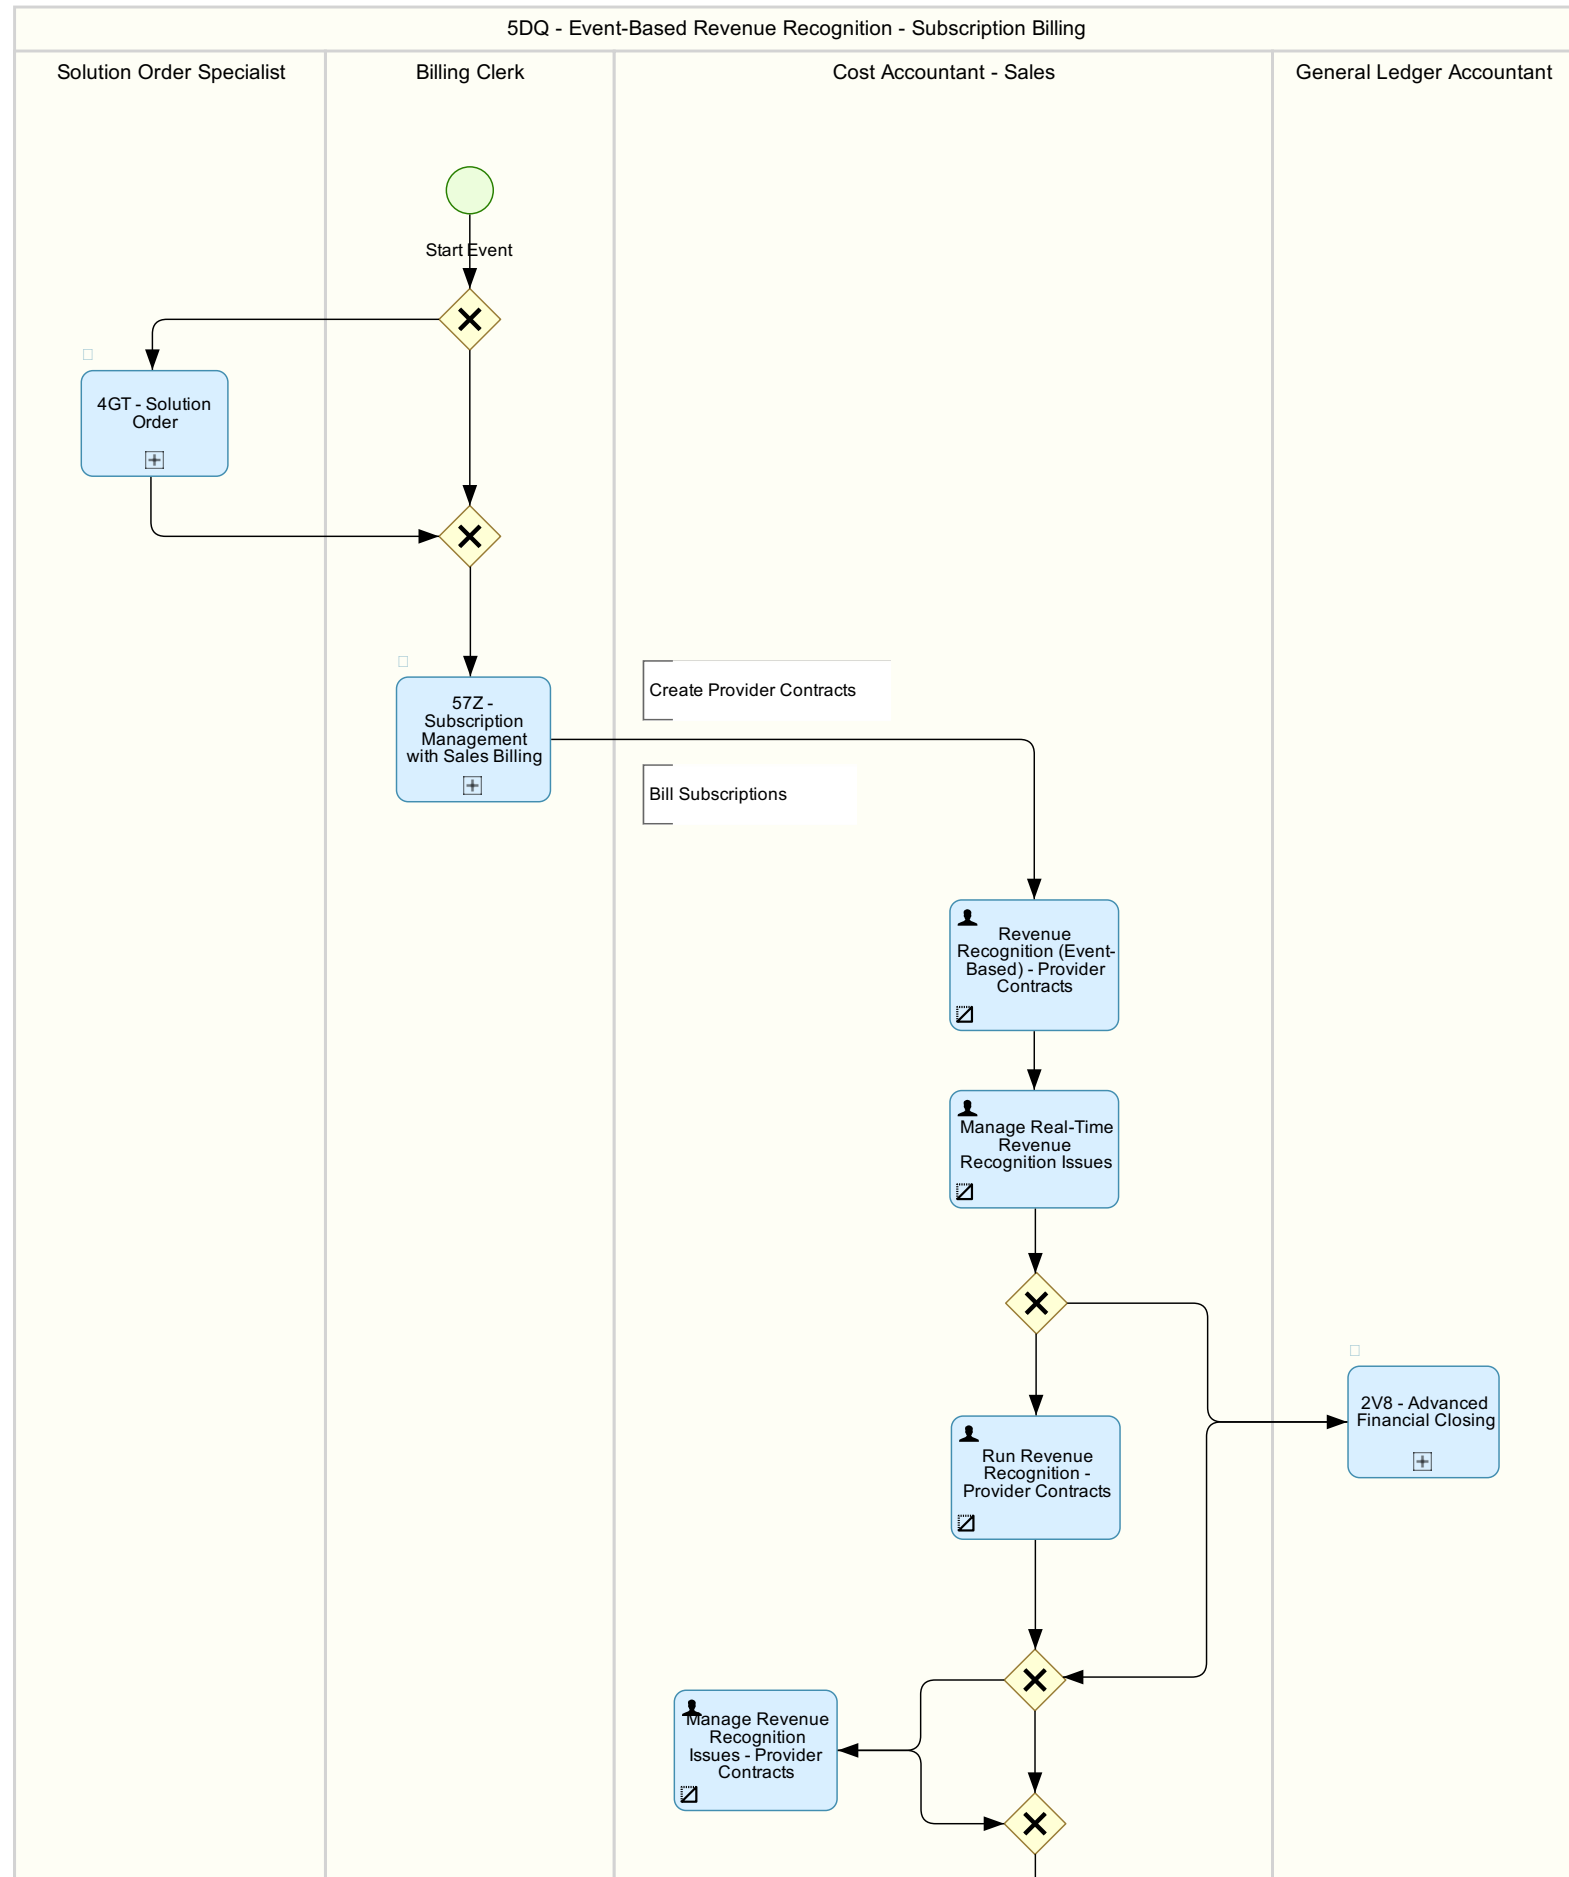 5DQ - Event-Based Revenue Recognition - Subscription Billing
Solution Order Specialist
Billing Clerk
Cost Accountant - Sales
General Ledger Accountant
Start Event
4GT - Solution
Order
57Z -
Subscription
Management
with Sales Billing
Create Provider Contracts
Bill Subscriptions
Revenue
Recognition (Event-
Based) - Provider
Contracts
Manage Real-Time
Revenue
Recognition Issues
2V8 - Advanced
Financial Closing
Run Revenue
Recognition -
Provider Contracts
Manage Revenue
Recognition
Issues - Provider
Contracts